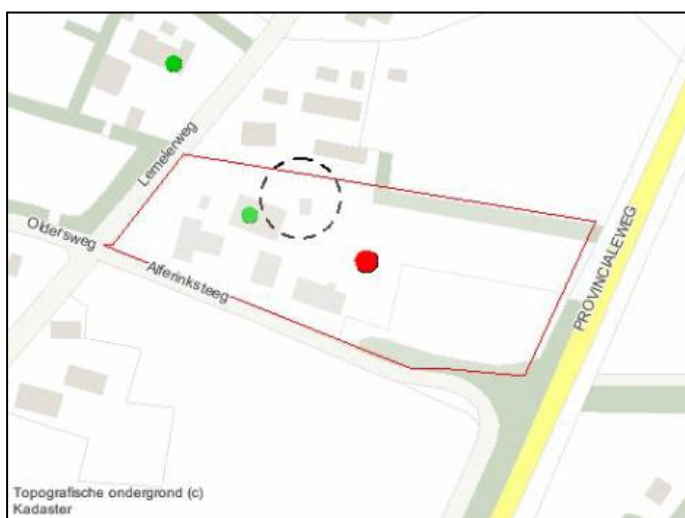 Lemelerweg
Oldersweg
Alferinksteeg
PROVINCIALEWEG
Topografische ondergrond (c)
Kadaster